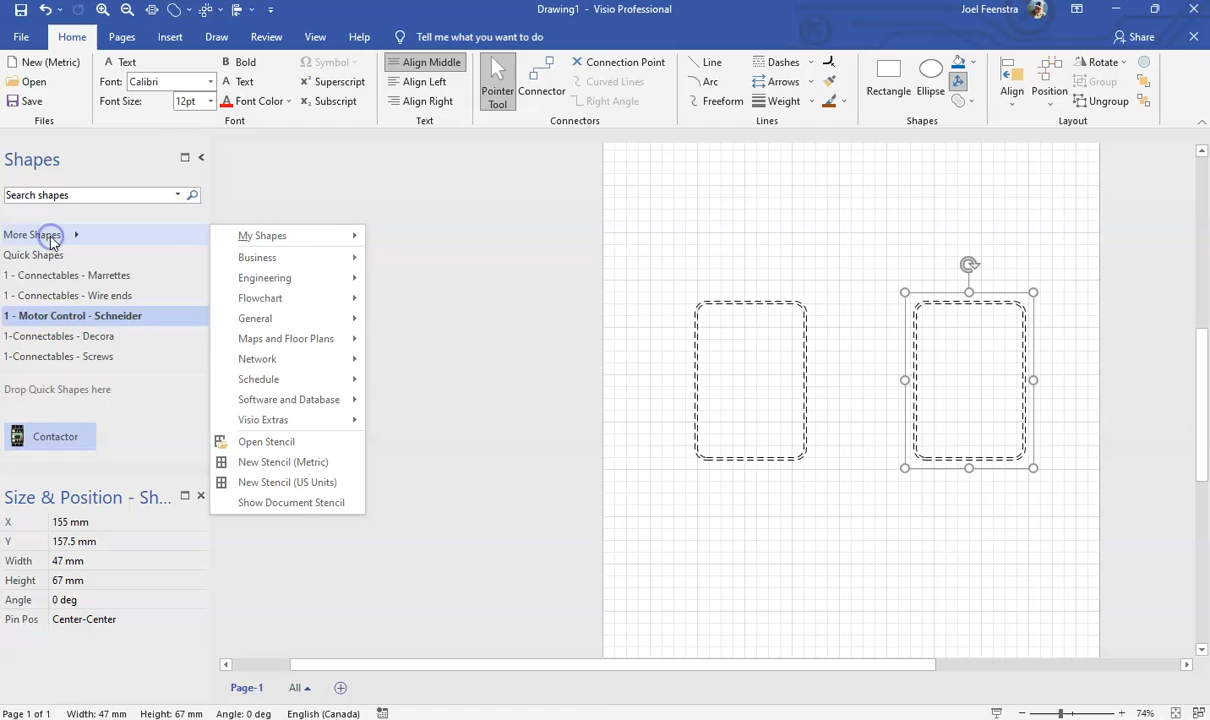 Drawing1 - Visio Professional
Joel Feenstra
File Home Pages Insert Draw Review View Help Tell me what you want to do Share
New (Metric)
Open
Save
Files
Text
Font: Calibri
Font Size: 12pt
Bold
Text
Font Color
Symbol
Superscript
Subscript
Font
Align Middle
Align Left
Align Right
Text
Pointer
Tool
Connector
Connection Point
Curved Lines
Right Angle
Connectors
Line
Arc
Freeform
Dashes
Arrows
Weight
Lines
Rectangle
Ellipse
Shapes
Align
Position
Rotate
Group
Ungroup
Layout
Shapes
Search shapes
More Shapes
Quick Shapes
1 - Connectables - Marrettes
1 - Connectables - Wire ends
1 - Motor Control - Schneider
1-Connectables - Decora
1-Connectables - Screws
Drop Quick Shapes here
Contactor
My Shapes
Business
Engineering
Flowchart
General
Maps and Floor Plans
Network
Schedule
Software and Database
Visio Extras
Open Stencil
New Stencil (Metric)
New Stencil (US Units)
Show Document Stencil
Size & Position - Sh...
X 155 mm
Y 157.5 mm
Width 47 mm
Height 67 mm
Angle 0 deg
Pin Pos Center-Center
Page-1 All
Page 1 of 1 Width: 47 mm Height: 67 mm Angle: 0 deg English (Canada) 74%